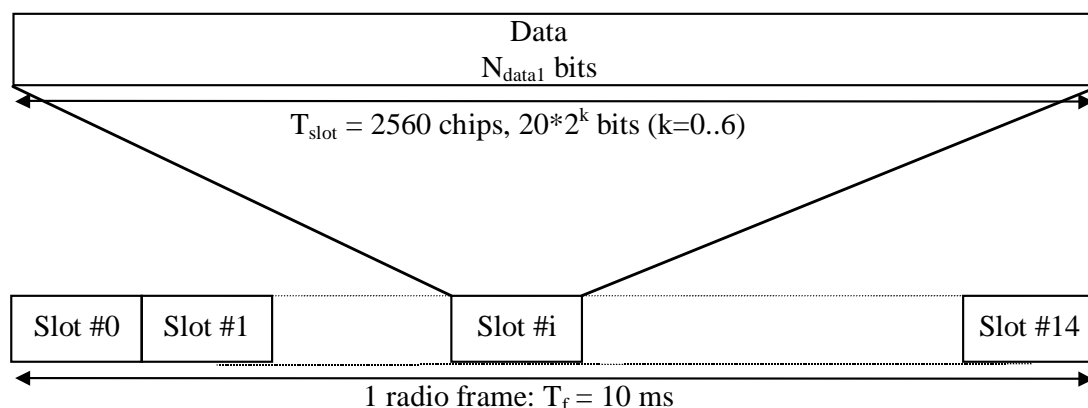 Data
N_data1 bits
T_slot = 2560 chips, 20*2^k bits (k=0..6)
Slot #0 Slot #1 Slot #i Slot #14
1 radio frame: T_f = 10 ms